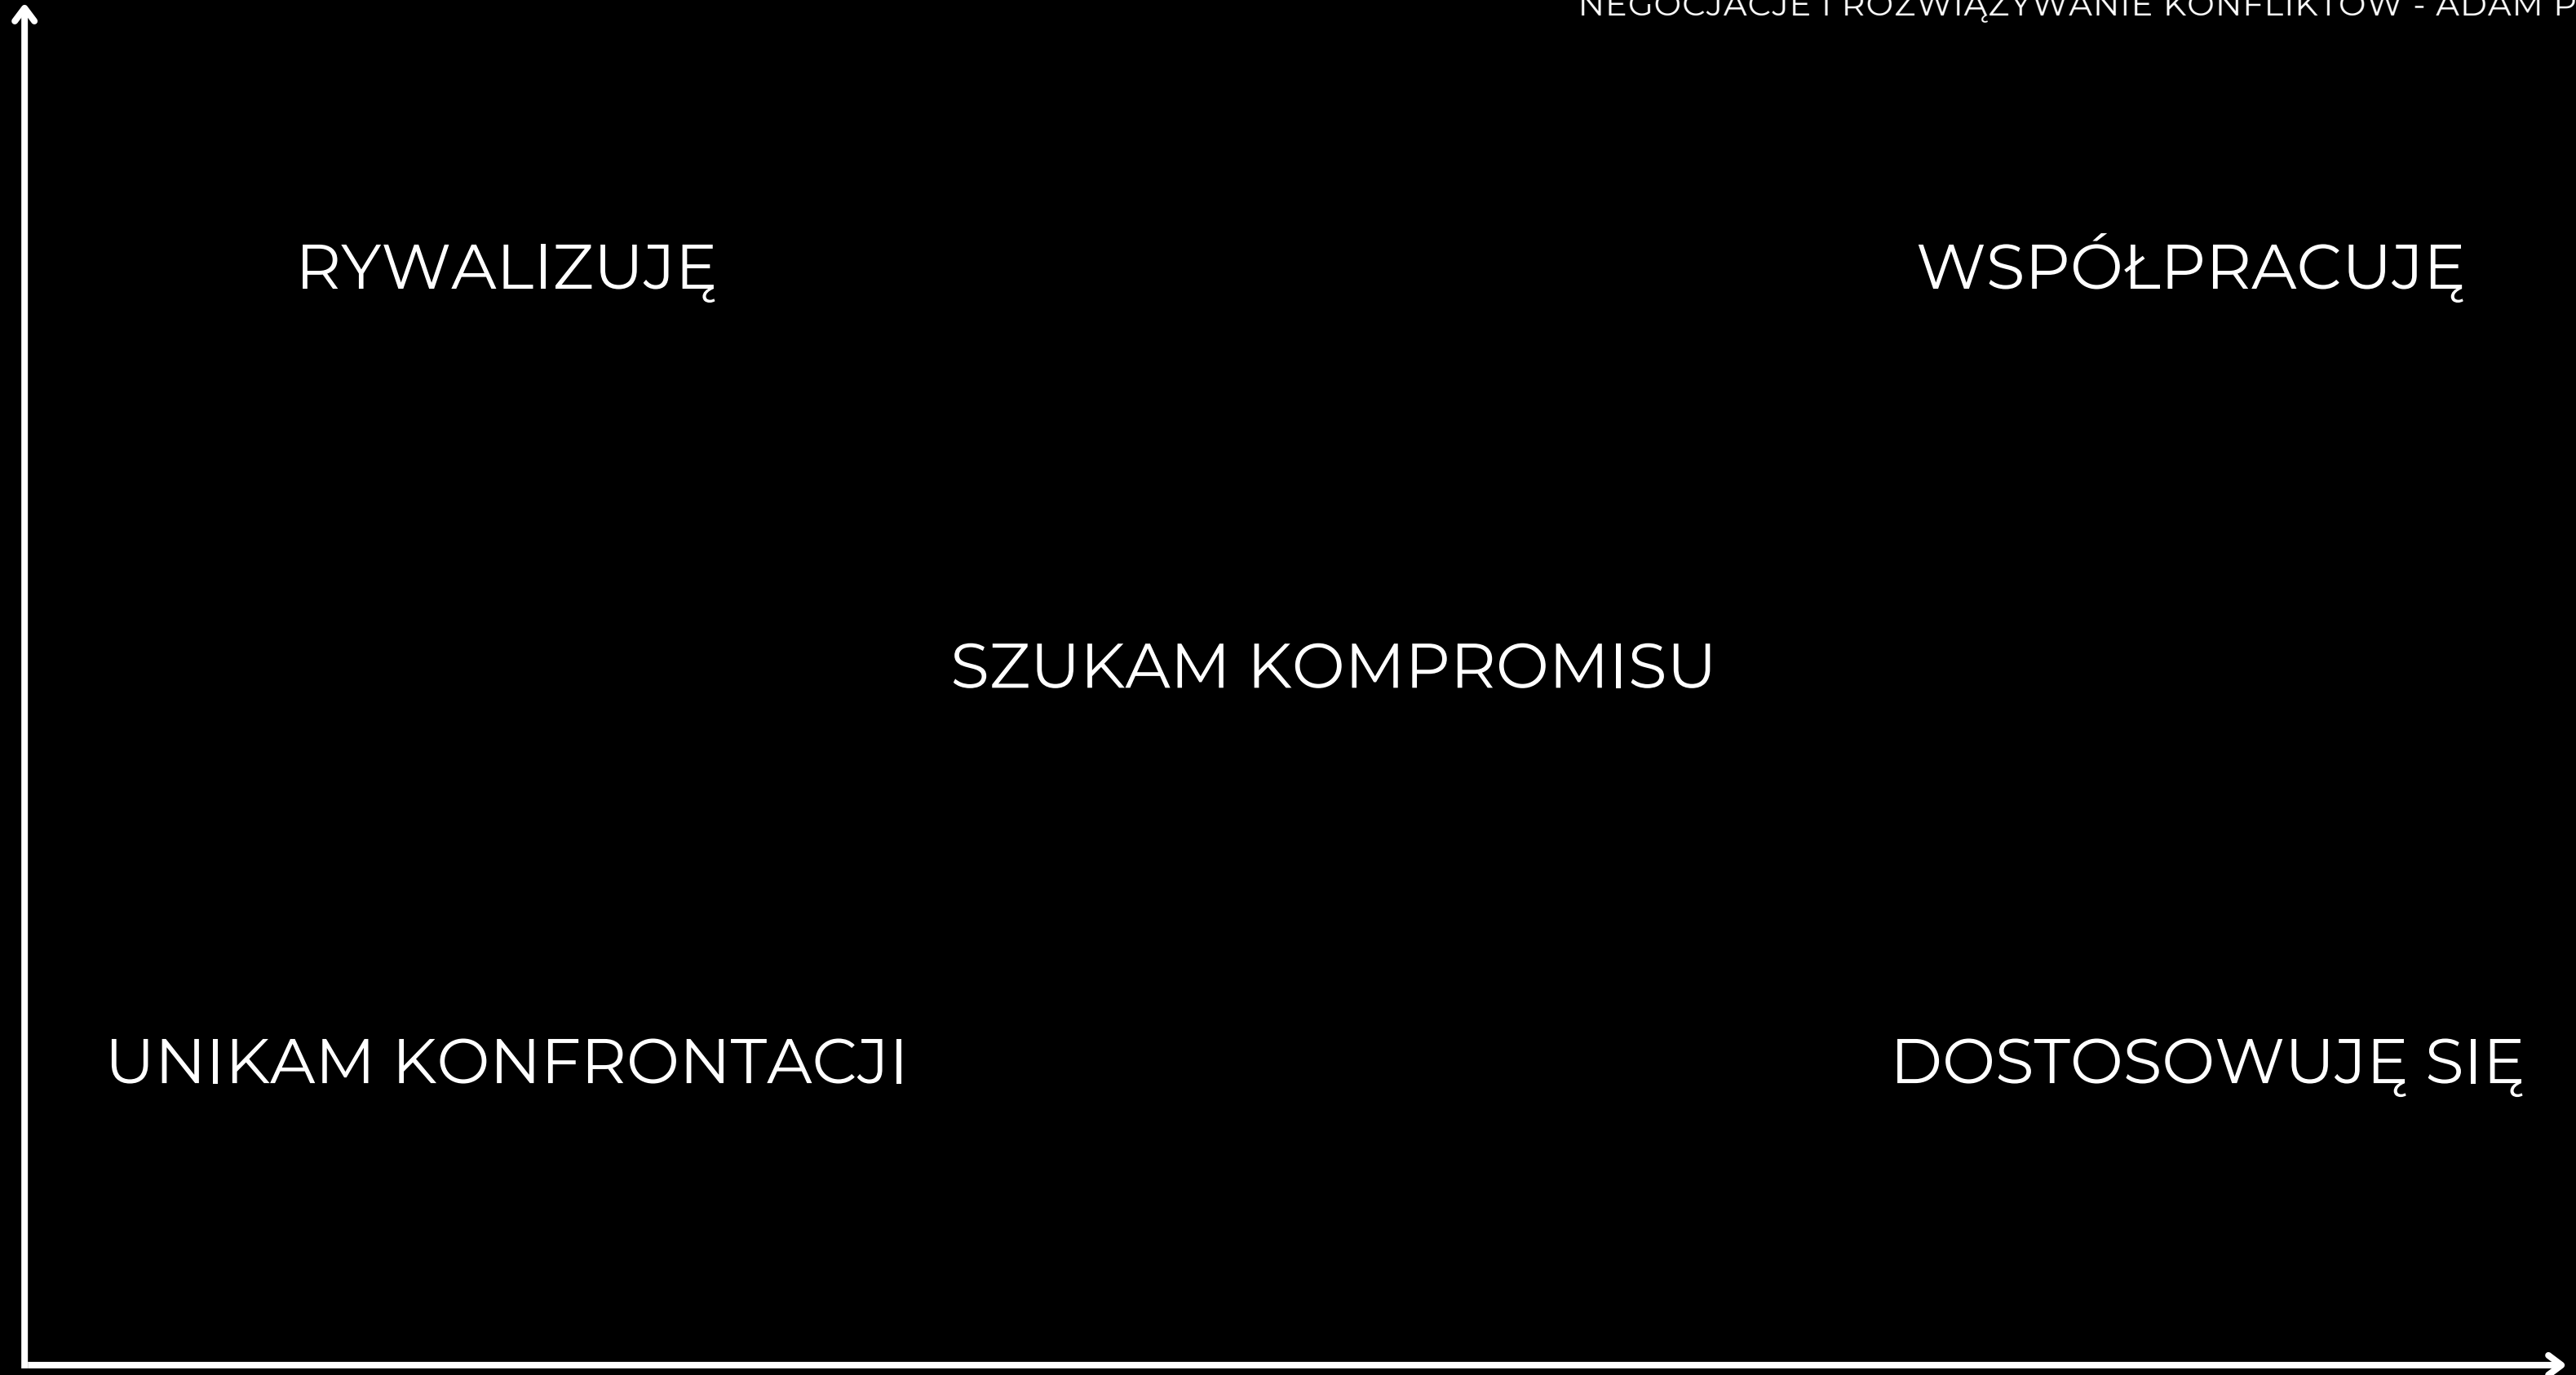 NEGOCJACJE I ROZWIĄZYWANIE KONFLIKTÓW - ADAM
RYWALIZUJĘ
WSPÓŁPRACUJĘ
SZUKAM KOMPROMISU
UNIKAM KONFRONTACJI
DOSTOSOWUJĘ SIĘ